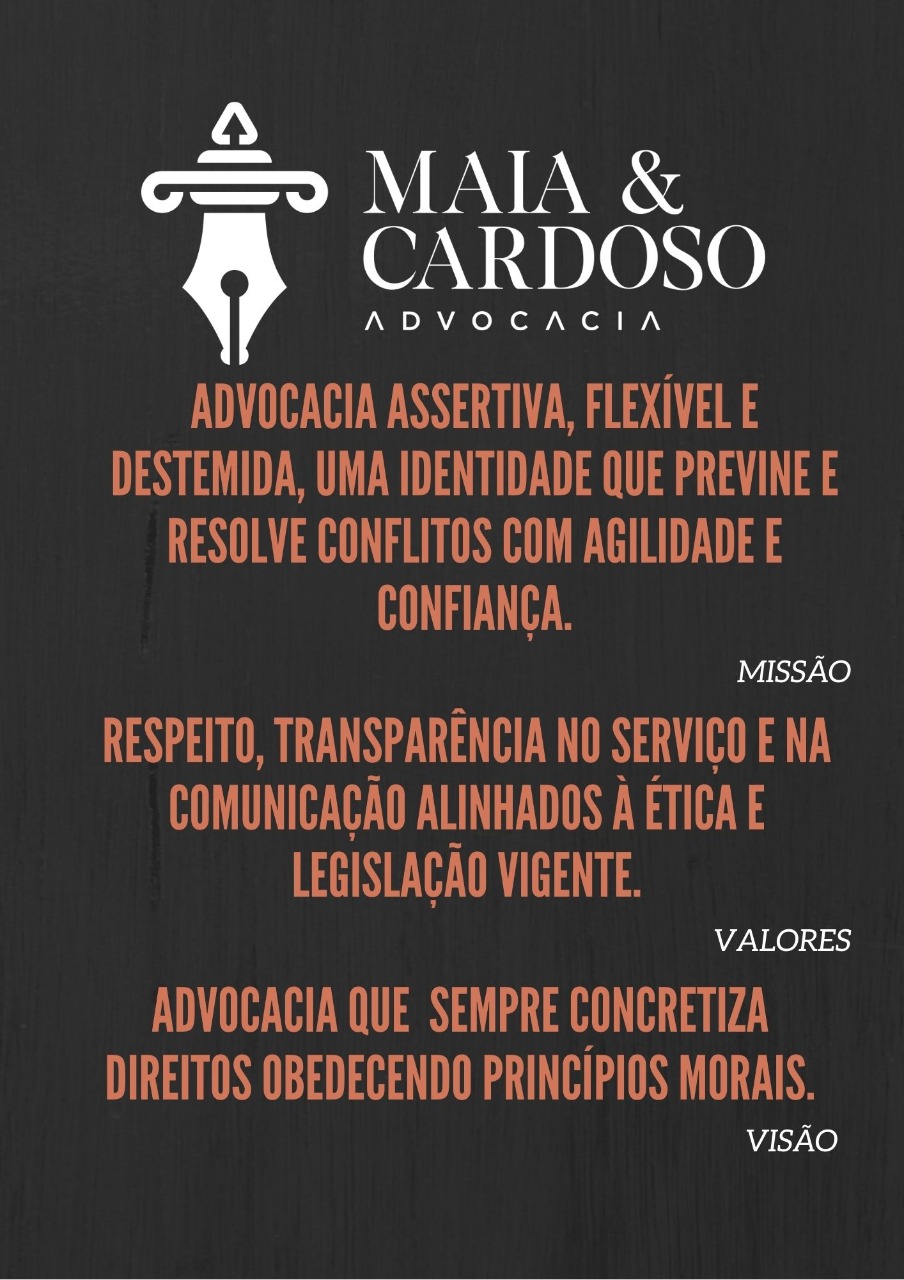 MAIA &
CARDOSO
ADVOCACIA
ADVOCACIA ASSERTIVA, FLEXÍVEL E
DESTEMIDA, UMA IDENTIDADE QUE PREVINE E
RESOLVE CONFLITOS COM AGILIDADE E
CONFIANÇA.
MISSÃO
RESPEITO, TRANSPARÊNCIA NO SERVIÇO E NA
COMUNICAÇÃO ALINHADOS À ÉTICA E
LEGISLAÇÃO VIGENTE.
VALORES
ADVOCACIA QUE SEMPRE CONCRETIZA
DIREITOS OBEDECENDO PRINCÍPIOS MORAIS.
VISÃO